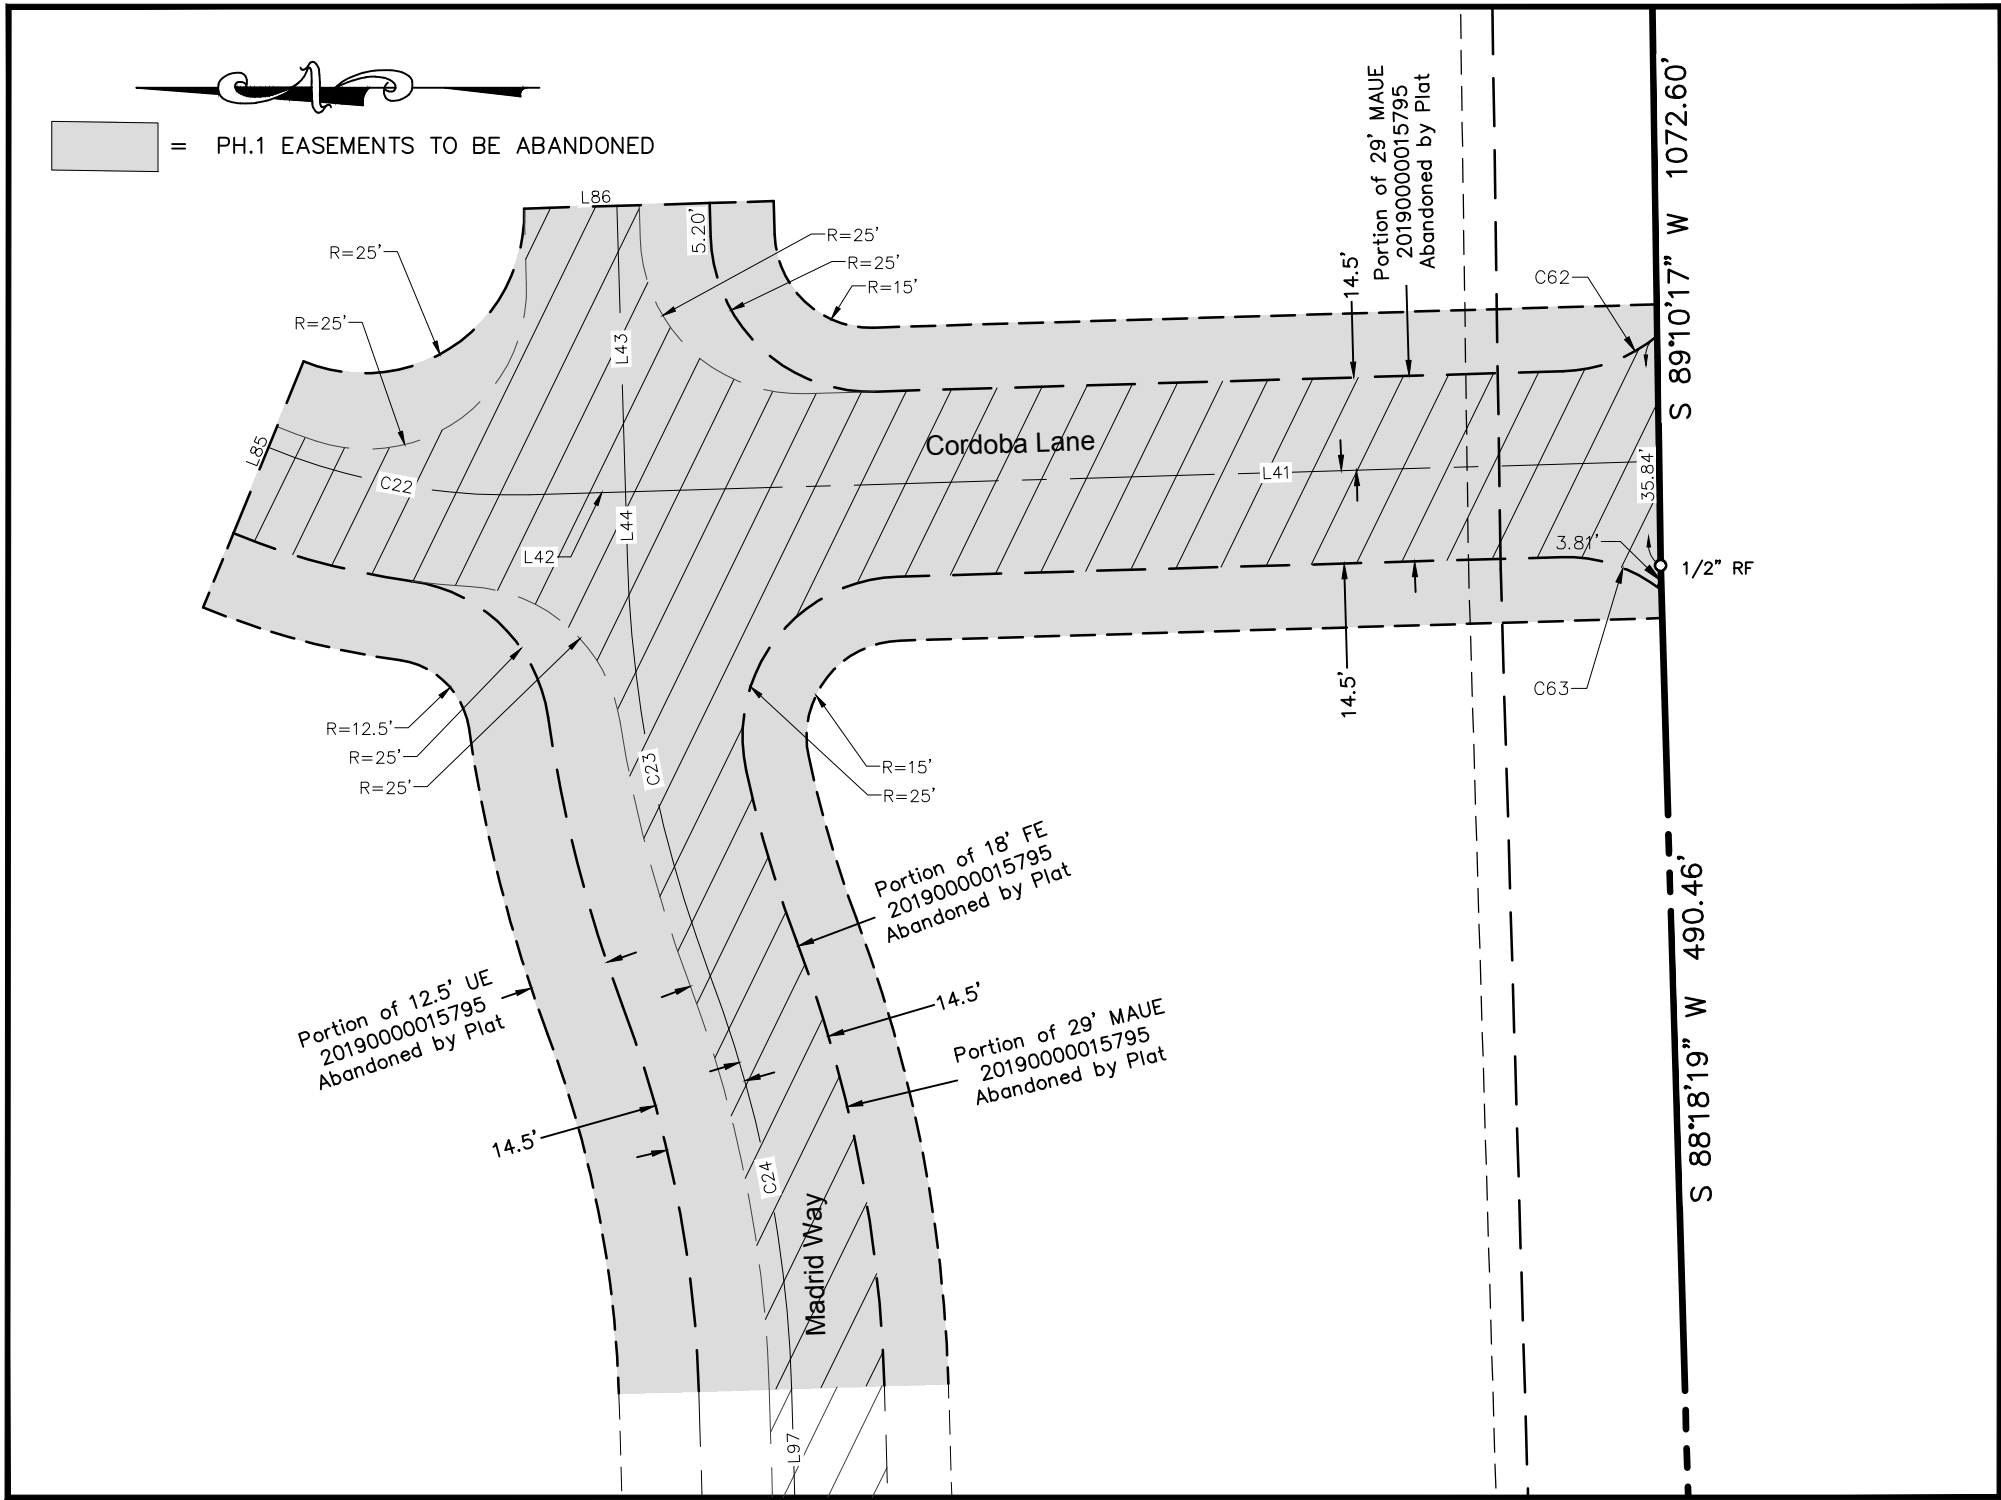 N
= PH.1 EASEMENTS TO BE ABANDONED
L86
5.20'
R=25'
R=25'
R=25'
R=25'
R=15'
L43
L85
C22
L44
L42
Cordoba Lane
L41
14.5'
Portion of 29' MAUE
20190000015795
Abandoned by Plat
C62
S 89°10'17" W 1072.60'
35.84'
3.81'
1/2" RF
14.5'
C63
R=12.5'
R=25'
R=25'
C23
R=15'
R=25'
Portion of 18' FE
20190000015795
Abandoned by Plat
Portion of 12.5' UE
20190000015795
Abandoned by Plat
14.5'
Portion of 29' MAUE
20190000015795
Abandoned by Plat
14.5'
C24
Madrid Way
L97
S 88°18'19" W 490.46'